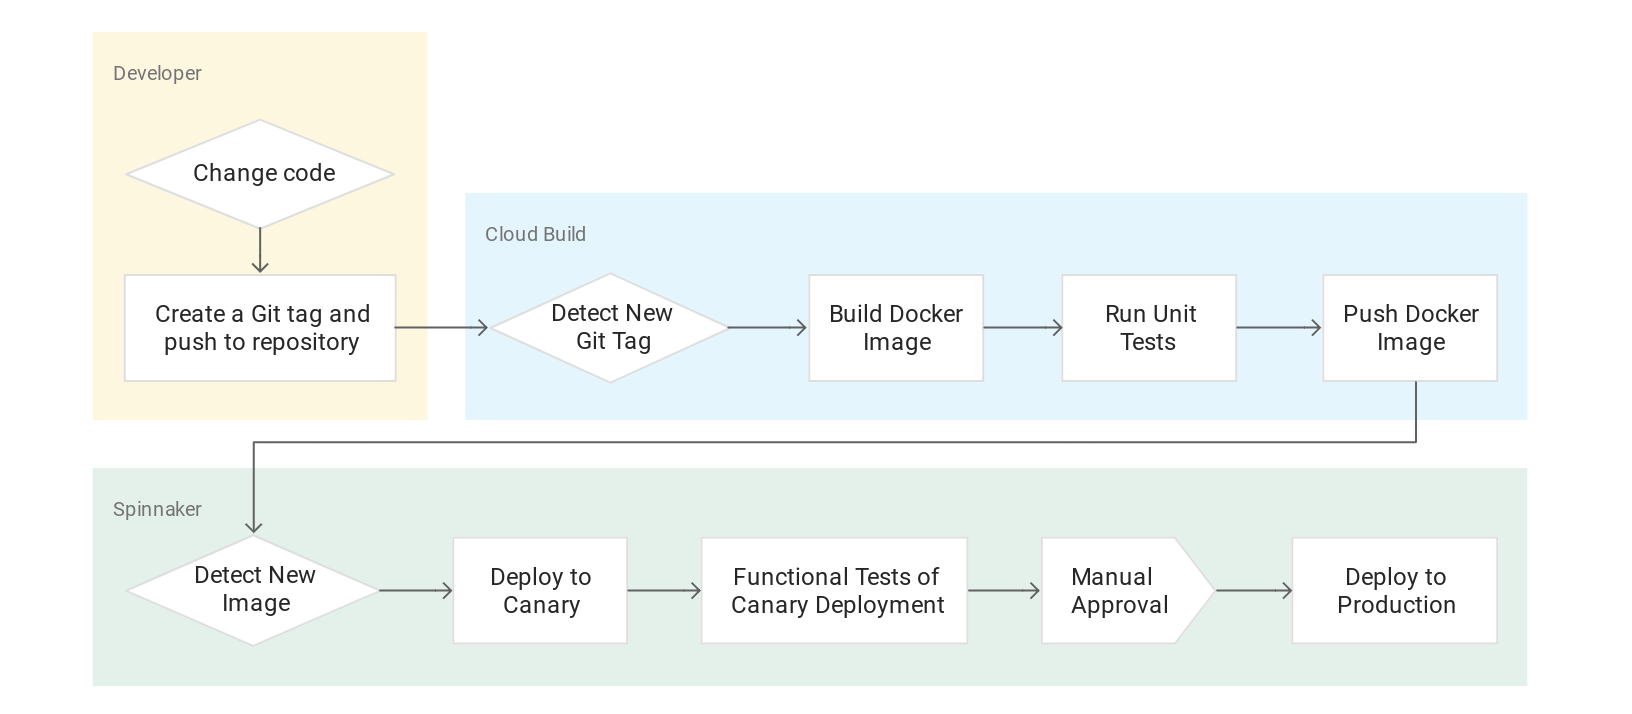 Developer
Change code
Create a Git tag and
push to repository
Cloud Build
Detect New
Git Tag
Build Docker
Image
Run Unit
Tests
Push Docker
Image
Spinnaker
Detect New
Image
Deploy to
Canary
Functional Tests of
Canary Deployment
Manual
Approval
Deploy to
Production